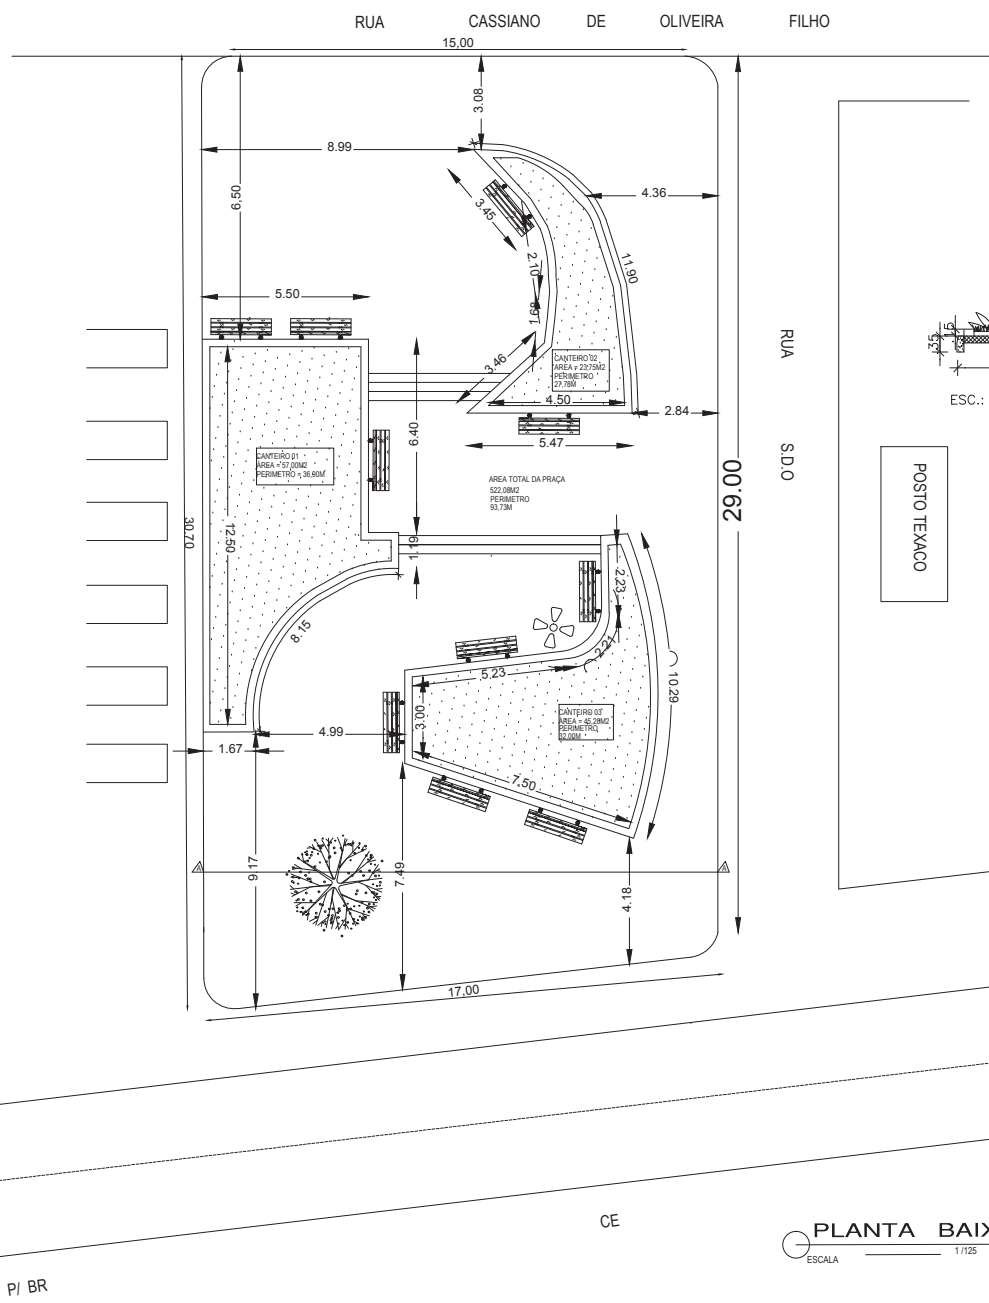 RUA CASSIANO DE OLIVEIRA FILHO
15,00
3.08
8.99
6,50
4.36
3.45
2.10
11.90
5.50
1.68
RUA S.D.O
.15
.35
ESC.:
3.46
CANTEIRO 02
ÁREA = 23,75M2
PERIMETRO
27,78M
4.50
2.84
6.40
5.47
CANTEIRO 01
ÁREA = 57,00M2
PERIMETRO = 36,90M
AREA TOTAL DA PRAÇA
522,08M2
PERIMETRO
93,73M
29.00
POSTO TEXACO
30.70
12.50
1.19
2.23
8.15
2.21
5.23
10.29
3.00
CANTEIRO 03
ÁREA = 45,28M2
PERIMETRO
32,00M
4.99
1.67
7.50
9.17
7.49
4.18
17,00
CE
PLANTA BAIX
ESCALA 1/125
P/ BR